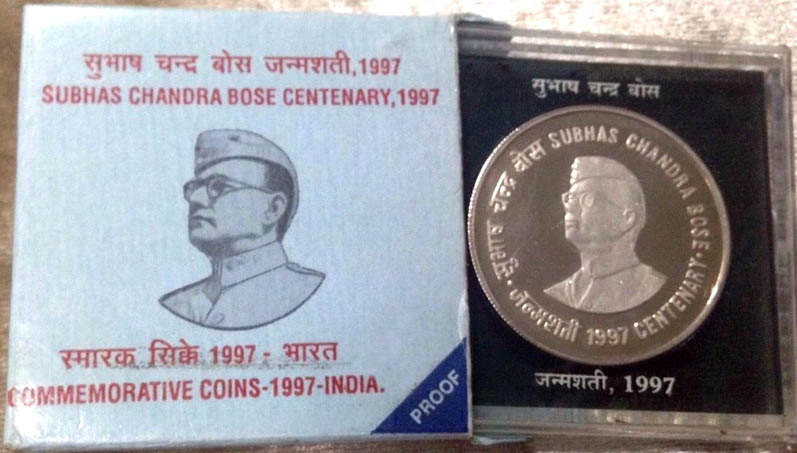 सुभाष चन्द्र बोस जन्मशती,1997
SUBHAS CHANDRA BOSE CENTENARY,1997
स्मारक सिक्के 1997 - भारत
COMMEMORATIVE COINS-1997-INDIA.
PROOF
सुभाष चन्द्र बोस
सुभाष चन्द्र बोस SUBHAS CHANDRA BOSE
जन्मशती 1997 CENTENARY
जन्मशती, 1997